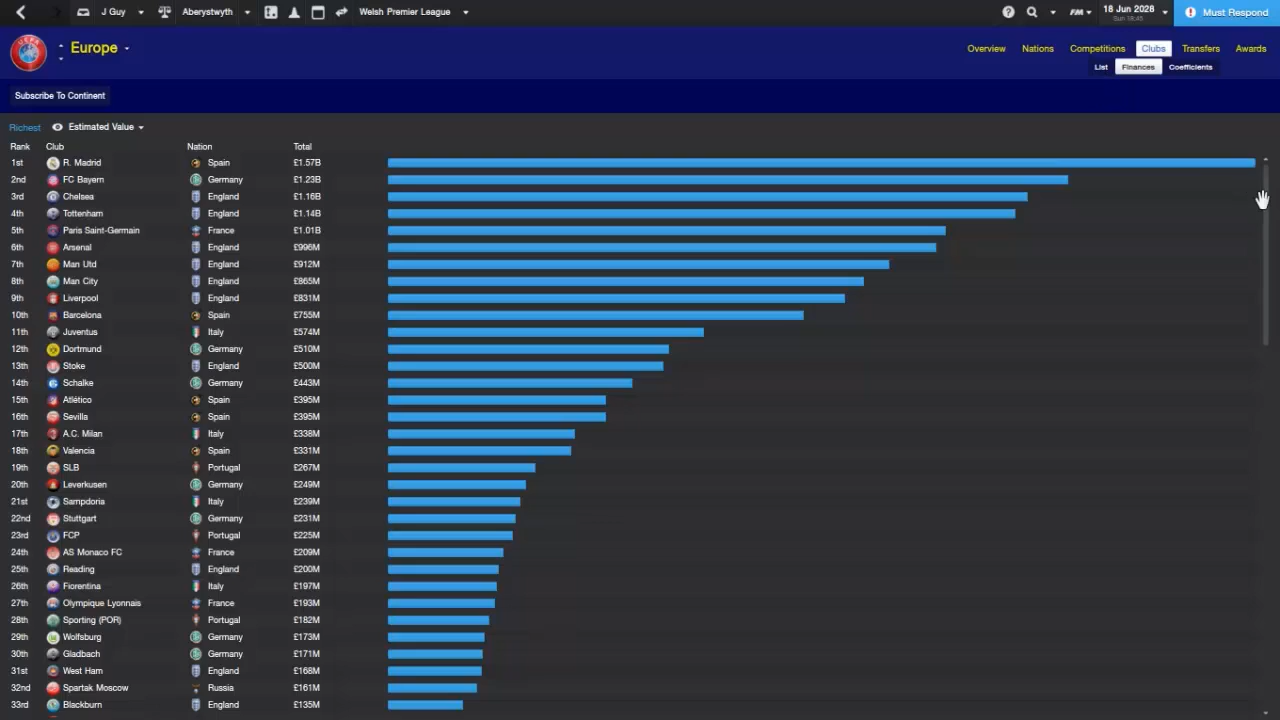 J Guy Aberystwyth Welsh Premier League FM 18 Jun 2028 Must Respond
Sun 18:45
Europe Overview Nations Competitions Clubs Transfers Awards
List Finances Coefficients
Subscribe To Continent
Richest Estimated Value
Rank Club Nation Total
1st R. Madrid Spain £1.57B
2nd FC Bayern Germany £1.23B
3rd Chelsea England £1.16B
4th Tottenham England £1.14B
5th Paris Saint-Germain France £1.01B
6th Arsenal England £996M
7th Man Utd England £912M
8th Man City England £865M
9th Liverpool England £831M
10th Barcelona Spain £755M
11th Juventus Italy £574M
12th Dortmund Germany £510M
13th Stoke England £500M
14th Schalke Germany £443M
15th Atlético Spain £395M
16th Sevilla Spain £395M
17th A.C. Milan Italy £338M
18th Valencia Spain £331M
19th SLB Portugal £267M
20th Leverkusen Germany £249M
21st Sampdoria Italy £239M
22nd Stuttgart Germany £231M
23rd FCP Portugal £225M
24th AS Monaco FC France £209M
25th Reading England £200M
26th Fiorentina Italy £197M
27th Olympique Lyonnais France £193M
28th Sporting (POR) Portugal £182M
29th Wolfsburg Germany £173M
30th Gladbach Germany £171M
31st West Ham England £168M
32nd Spartak Moscow Russia £161M
33rd Blackburn England £135M